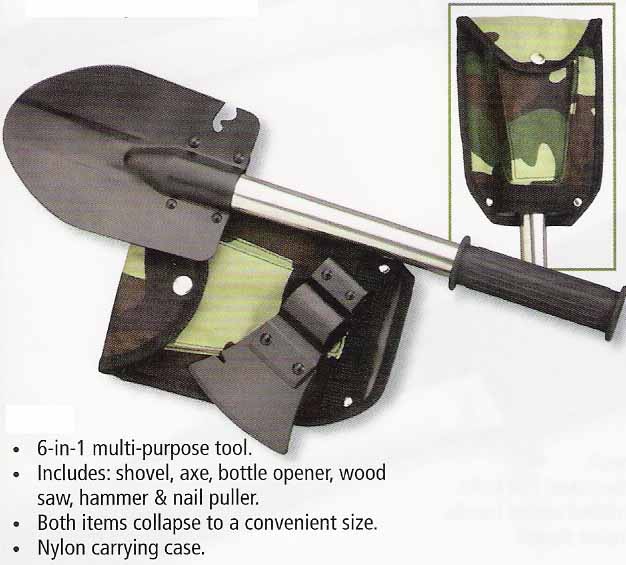 • 6-in-1 multi-purpose tool.
• Includes: shovel, axe, bottle opener, wood
saw, hammer & nail puller.
• Both items collapse to a convenient size.
• Nylon carrying case.